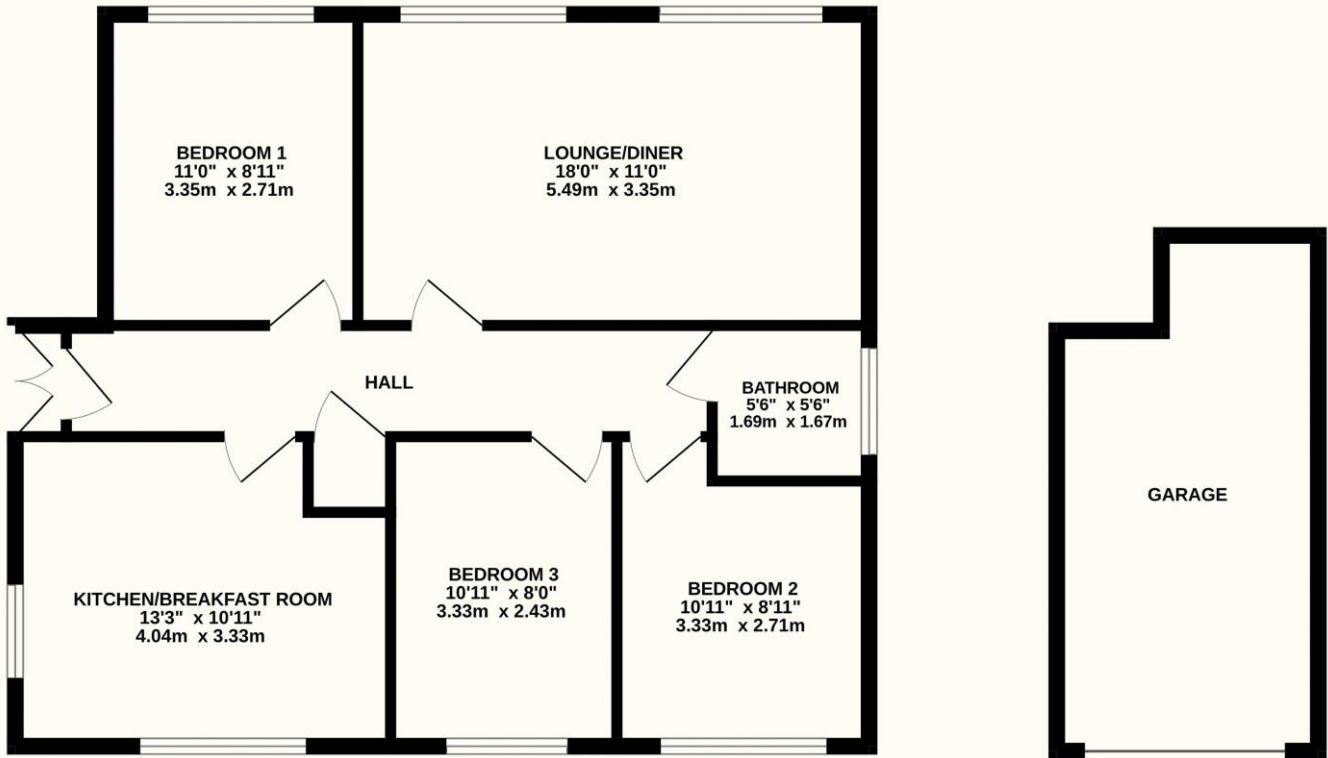 BEDROOM 1
11'0" x 8'11"
3.35m x 2.71m
LOUNGE/DINER
18'0" x 11'0"
5.49m x 3.35m
HALL
BATHROOM
5'6" x 5'6"
1.69m x 1.67m
KITCHEN/BREAKFAST ROOM
13'3" x 10'11"
4.04m x 3.33m
BEDROOM 3
10'11" x 8'0"
3.33m x 2.43m
BEDROOM 2
10'11" x 8'11"
3.33m x 2.71m
GARAGE